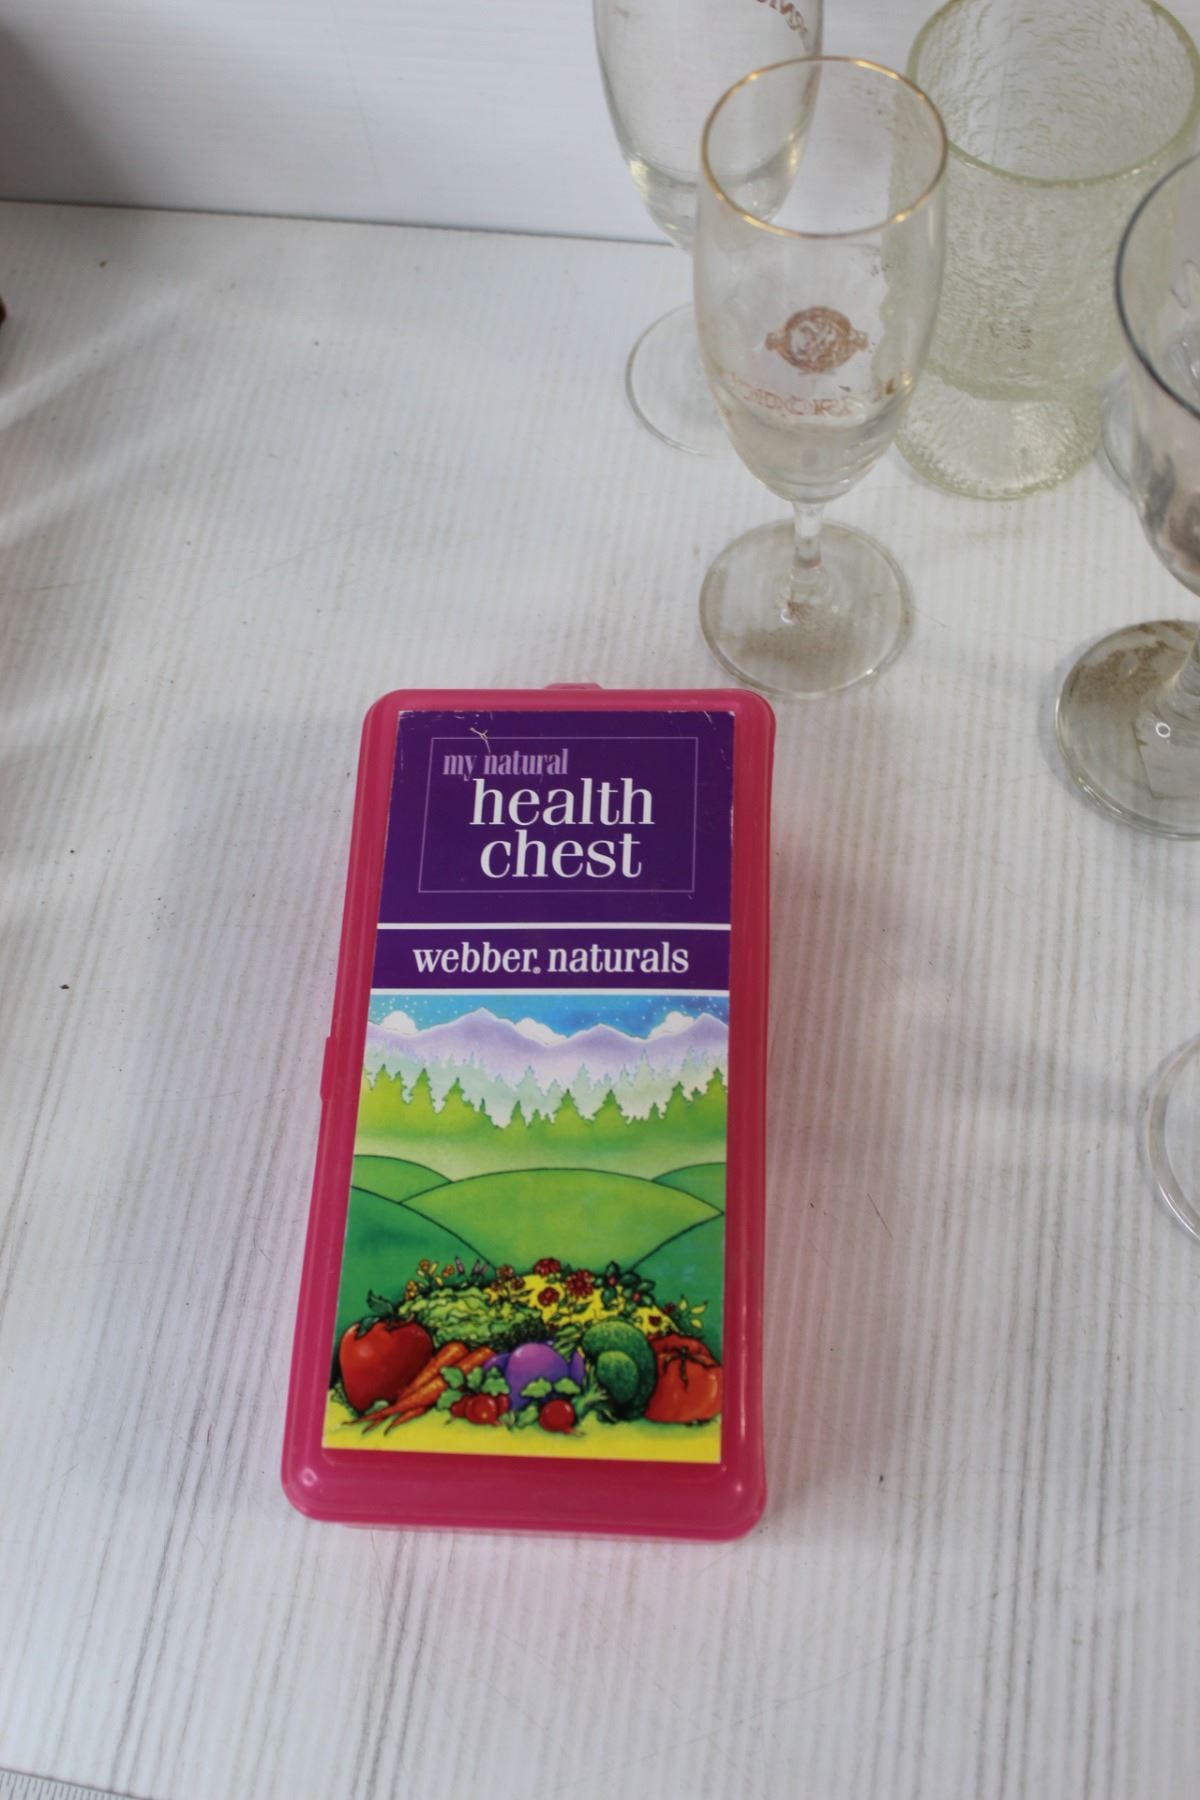 my natural
health
chest
webber® naturals